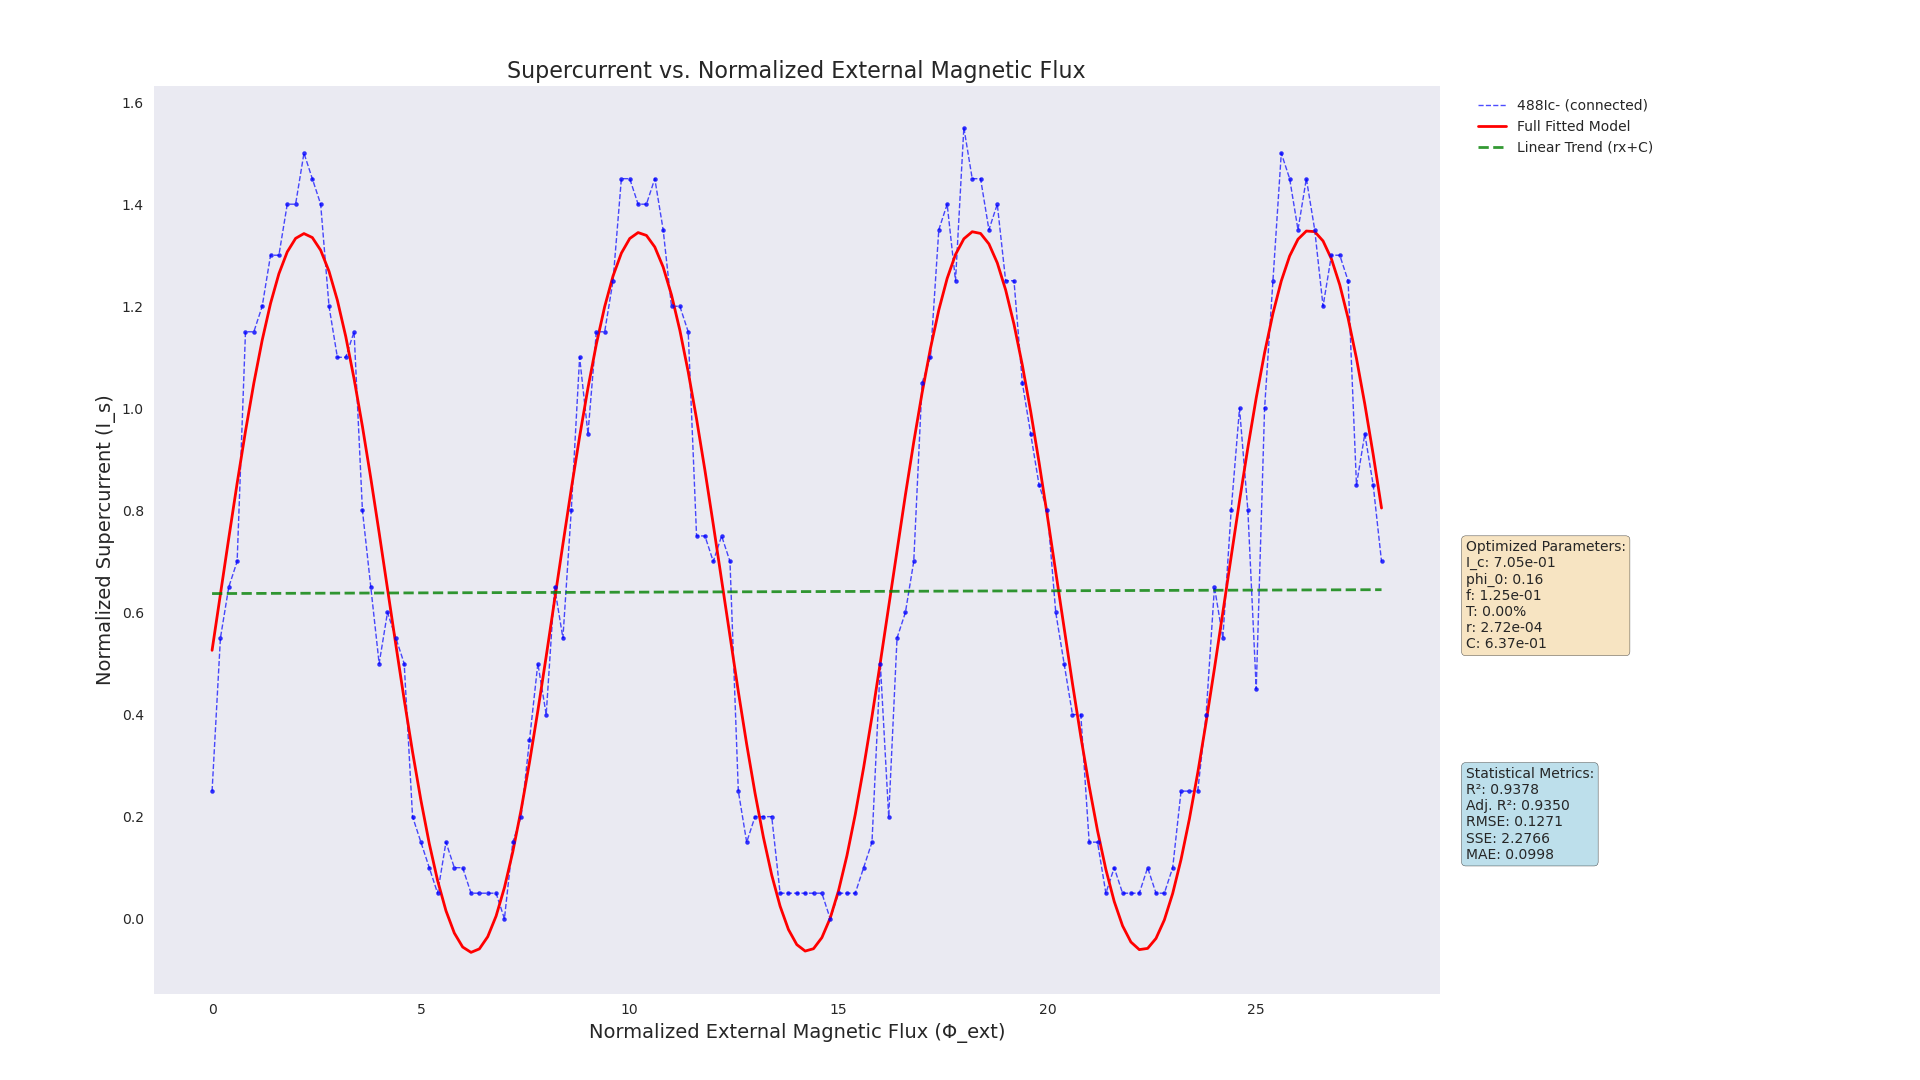 Supercurrent vs. Normalized External Magnetic Flux
1.6
1.4
1.2
1.0
0.8
0.6
0.4
0.2
0.0
Normalized Supercurrent (I_s)
0
5
10
15
20
25
Normalized External Magnetic Flux (Φ_ext)
488Ic- (connected)
Full Fitted Model
Linear Trend (rx+C)
Optimized Parameters:
I_c: 7.05e-01
phi_0: 0.16
f: 1.25e-01
T: 0.00%
r: 2.72e-04
C: 6.37e-01
Statistical Metrics:
R²: 0.9378
Adj. R²: 0.9350
RMSE: 0.1271
SSE: 2.2766
MAE: 0.0998